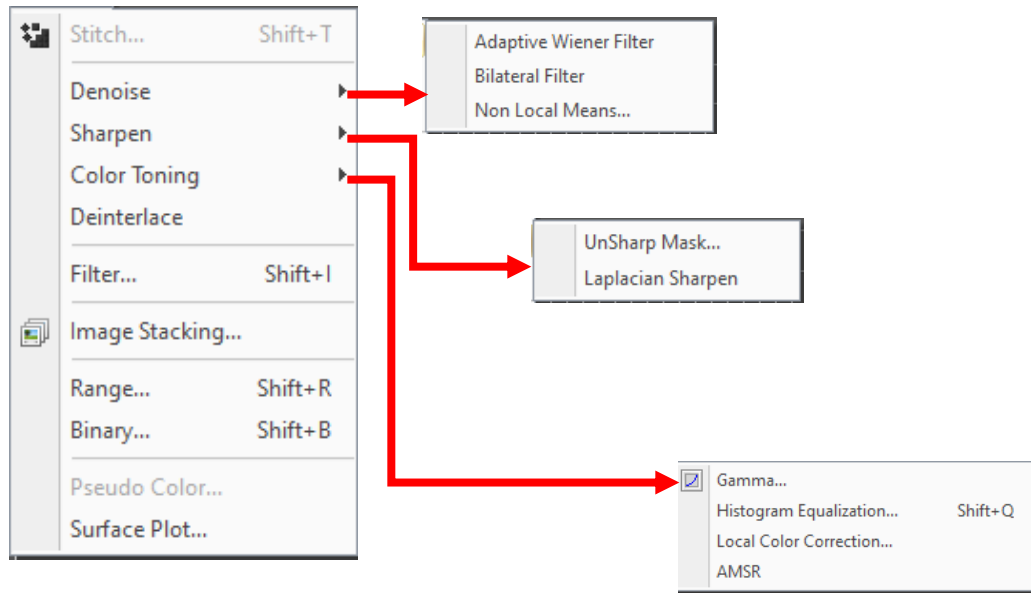 Stitch... Shift+T
Denoise
Sharpen
Color Toning
Deinterlace
Filter... Shift+I
Image Stacking...
Range... Shift+R
Binary... Shift+B
Pseudo Color...
Surface Plot...
Adaptive Wiener Filter
Bilateral Filter
Non Local Means...
UnSharp Mask...
Laplacian Sharpen
Gamma...
Histogram Equalization... Shift+Q
Local Color Correction...
AMSR